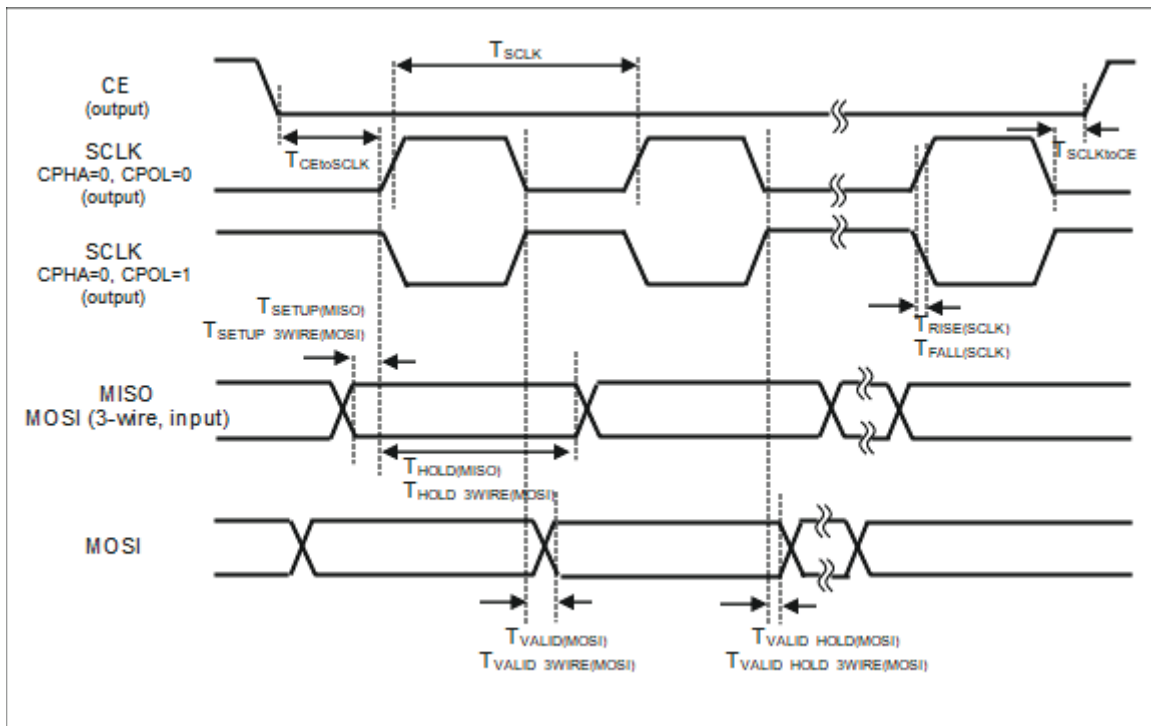 TSCLK
CE
(output)
TCEtoSCLK
TSCLKtoCE
SCLK
CPHA=0, CPOL=0
(output)
SCLK
CPHA=0, CPOL=1
(output)
TSETUP(MISO)
TSETUP 3WIRE(MOSI)
TRISE(SCLK)
TFALL(SCLK)
MISO
MOSI (3-wire, input)
THOLD(MISO)
THOLD 3WIRE(MOSI)
MOSI
TVALID(MOSI)
TVALID 3WIRE(MOSI)
TVALID HOLD(MOSI)
TVALID HOLD 3WIRE(MOSI)